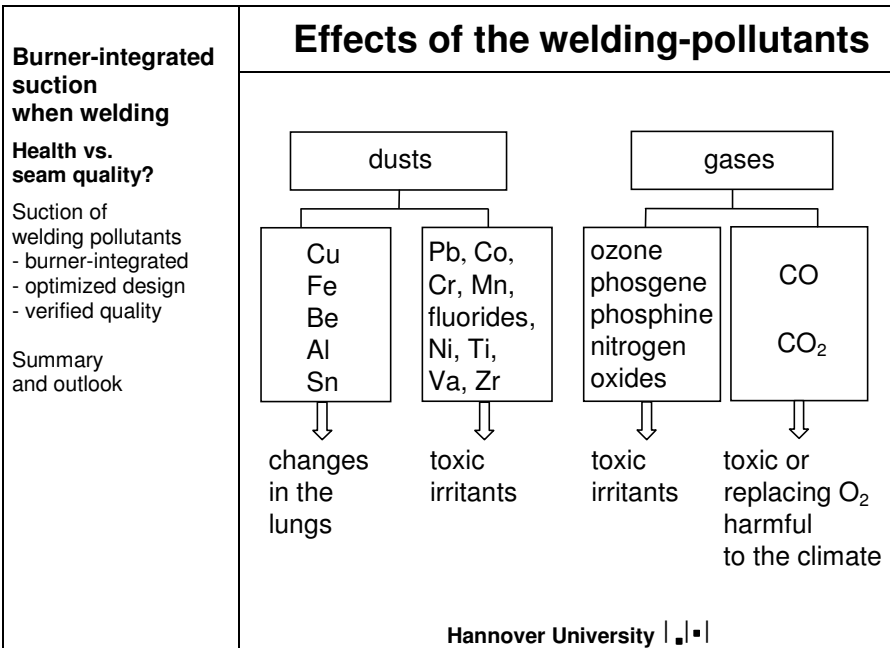 Burner-integrated
suction
when welding
Health vs.
seam quality?
Suction of
welding pollutants
- burner-integrated
- optimized design
- verified quality
Summary
and outlook
Effects of the welding-pollutants
dusts
gases
Cu
Fe
Be
Al
Sn
Pb, Co,
Cr, Mn,
fluorides,
Ni, Ti,
Va, Zr
ozone
phosgene
phosphine
nitrogen
oxides
CO
CO₂
changes
in the
lungs
toxic
irritants
toxic
irritants
toxic or
replacing O₂
harmful
to the climate
Hannover University